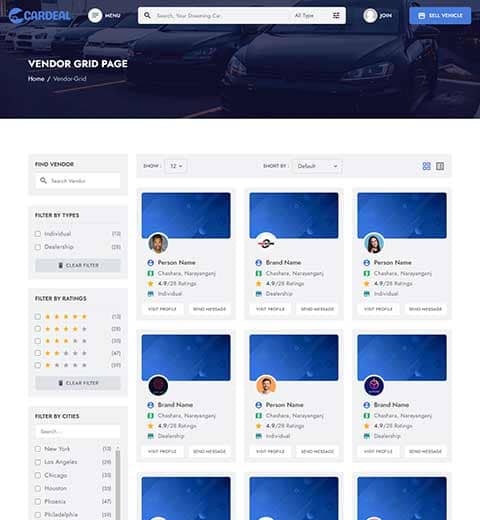 CARDEAL
MENU
Search, Your Dreaming Car.
All Type
JOIN
SELL VEHICLE
VENDOR GRID PAGE
Home / Vendor-Grid
FIND VENDOR
Search Vendor
FILTER BY TYPES
Individual (13)
Dealership (28)
CLEAR FILTER
FILTER BY RATINGS
(13)
(28)
(35)
(47)
(59)
CLEAR FILTER
FILTER BY CITIES
Search...
New York (13)
Los Angeles (29)
Chicago (35)
Houston (35)
Phoenix (47)
Philadelphia (59)
SHOW : 12
SHORT BY : Default
Person Name
Chashara, Narayanganj
4.9/28 Ratings
Individual
VISIT PROFILE
SEND MESSAGE
Brand Name
Chashara, Narayanganj
4.9/28 Ratings
Dealership
VISIT PROFILE
SEND MESSAGE
Person Name
Chashara, Narayanganj
4.9/28 Ratings
Individual
VISIT PROFILE
SEND MESSAGE
Brand Name
Chashara, Narayanganj
4.9/28 Ratings
Dealership
VISIT PROFILE
SEND MESSAGE
Person Name
Chashara, Narayanganj
4.9/28 Ratings
Individual
VISIT PROFILE
SEND MESSAGE
Brand Name
Chashara, Narayanganj
4.9/28 Ratings
Dealership
VISIT PROFILE
SEND MESSAGE